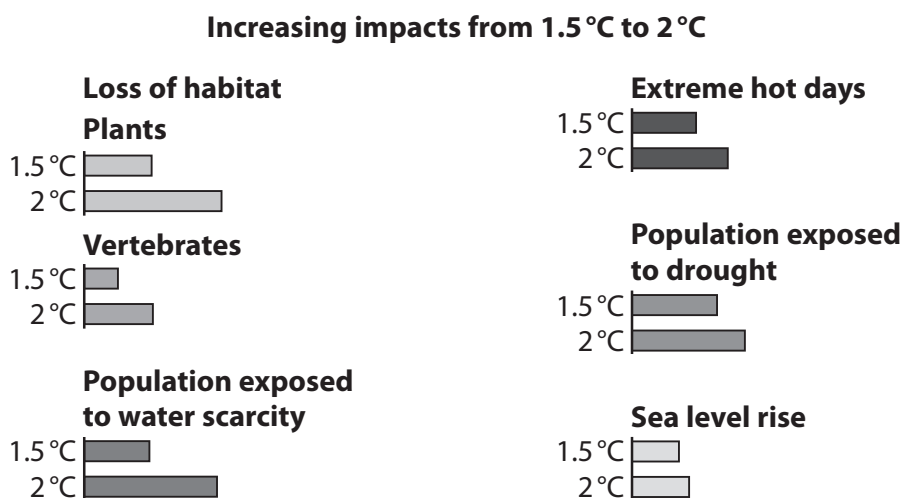 Increasing impacts from 1.5 °C to 2 °C
Loss of habitat
Plants
1.5 °C
2 °C
Vertebrates
1.5 °C
2 °C
Population exposed
to water scarcity
1.5 °C
2 °C
Extreme hot days
1.5 °C
2 °C
Population exposed
to drought
1.5 °C
2 °C
Sea level rise
1.5 °C
2 °C